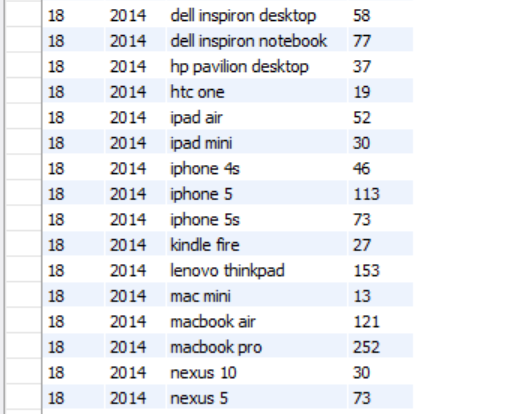 18 2014 dell inspiron desktop 58
18 2014 dell inspiron notebook 77
18 2014 hp pavilion desktop 37
18 2014 htc one 19
18 2014 ipad air 52
18 2014 ipad mini 30
18 2014 iphone 4s 46
18 2014 iphone 5 113
18 2014 iphone 5s 73
18 2014 kindle fire 27
18 2014 lenovo thinkpad 153
18 2014 mac mini 13
18 2014 macbook air 121
18 2014 macbook pro 252
18 2014 nexus 10 30
18 2014 nexus 5 73